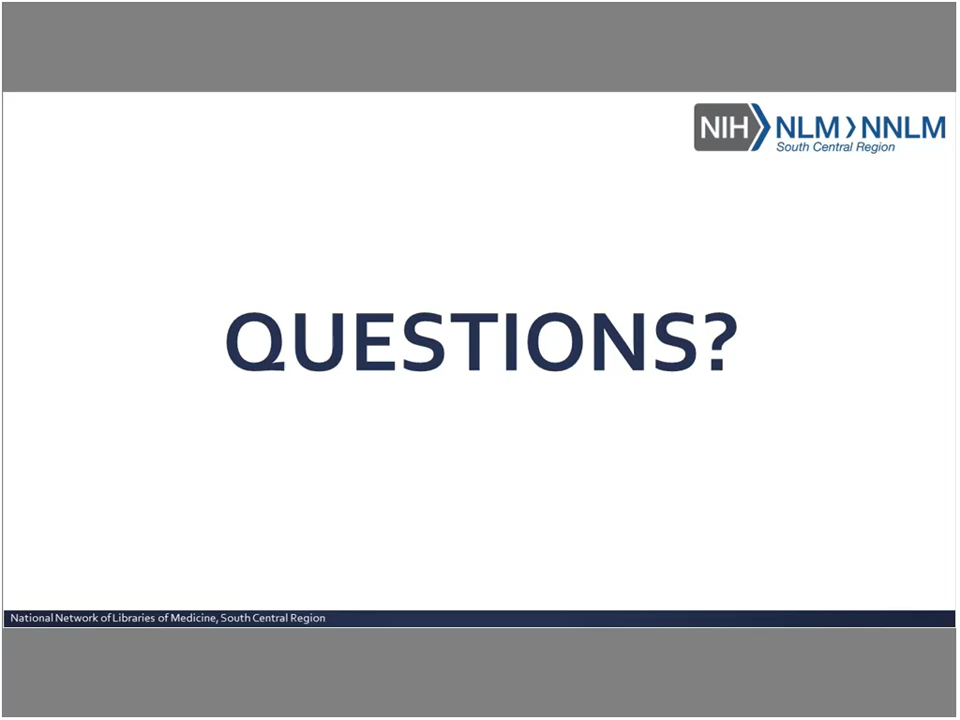 NIH NLM NNLM
South Central Region
QUESTIONS?
National Network of Libraries of Medicine, South Central Region